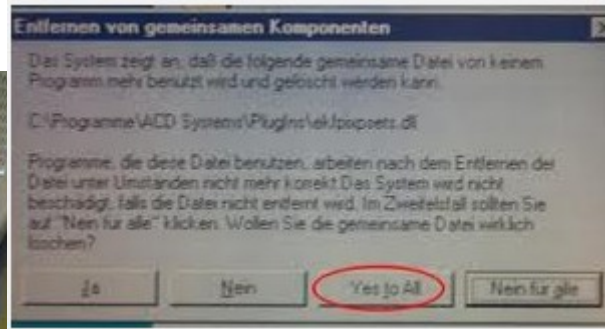 Entfernen von gemeinsamen Komponenten
Das System zeigt an, daß die folgende gemeinsame Datei von keinem
Programm mehr benutzt wird und gelöscht werden kann.
C:\Programme\ACD Systems\PlugIns\
Programme, die diese Datei benutzen, arbeiten nach dem Entfernen der
Datei unter Umständen nicht mehr korrekt. Das System wird nicht
beschädigt, falls die Datei nicht entfernt wird. Im Zweifelsfall sollten Sie
auf "Nein für alle" klicken. Wollen Sie die gemeinsame Datei wirklich
löschen?
Ja Nein Yes to All Nein für alle